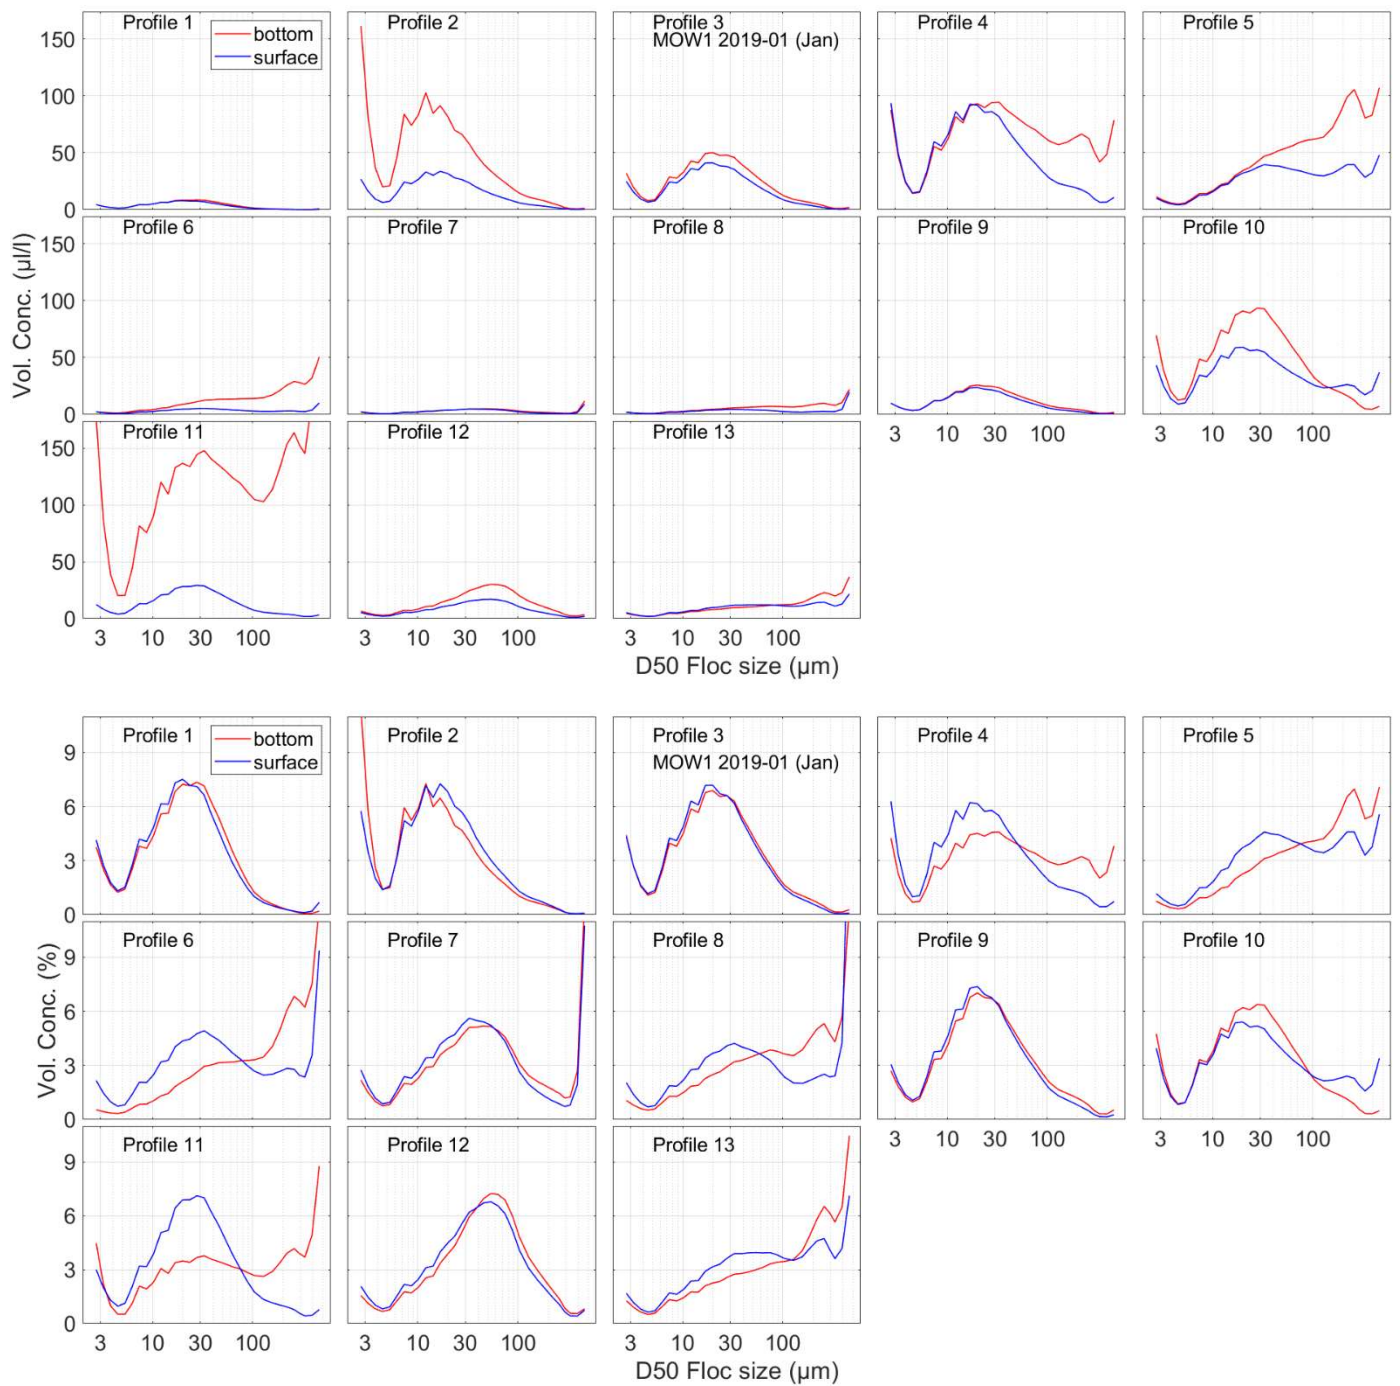 Profile 1
bottom
surface
Profile 2
Profile 3
MOW1 2019-01 (Jan)
Profile 4
Profile 5
150
100
50
0
Profile 6
Profile 7
Profile 8
Profile 9
Profile 10
150
100
50
0
Vol. Conc. (µl/l)
3 10 30 100
3 10 30 100
Profile 11
Profile 12
Profile 13
150
100
50
0
3 10 30 100
3 10 30 100
3 10 30 100
D50 Floc size (µm)
Profile 1
bottom
surface
Profile 2
Profile 3
MOW1 2019-01 (Jan)
Profile 4
Profile 5
9
6
3
0
Profile 6
Profile 7
Profile 8
Profile 9
Profile 10
9
6
3
0
Vol. Conc. (%)
3 10 30 100
3 10 30 100
Profile 11
Profile 12
Profile 13
9
6
3
0
3 10 30 100
3 10 30 100
3 10 30 100
D50 Floc size (µm)